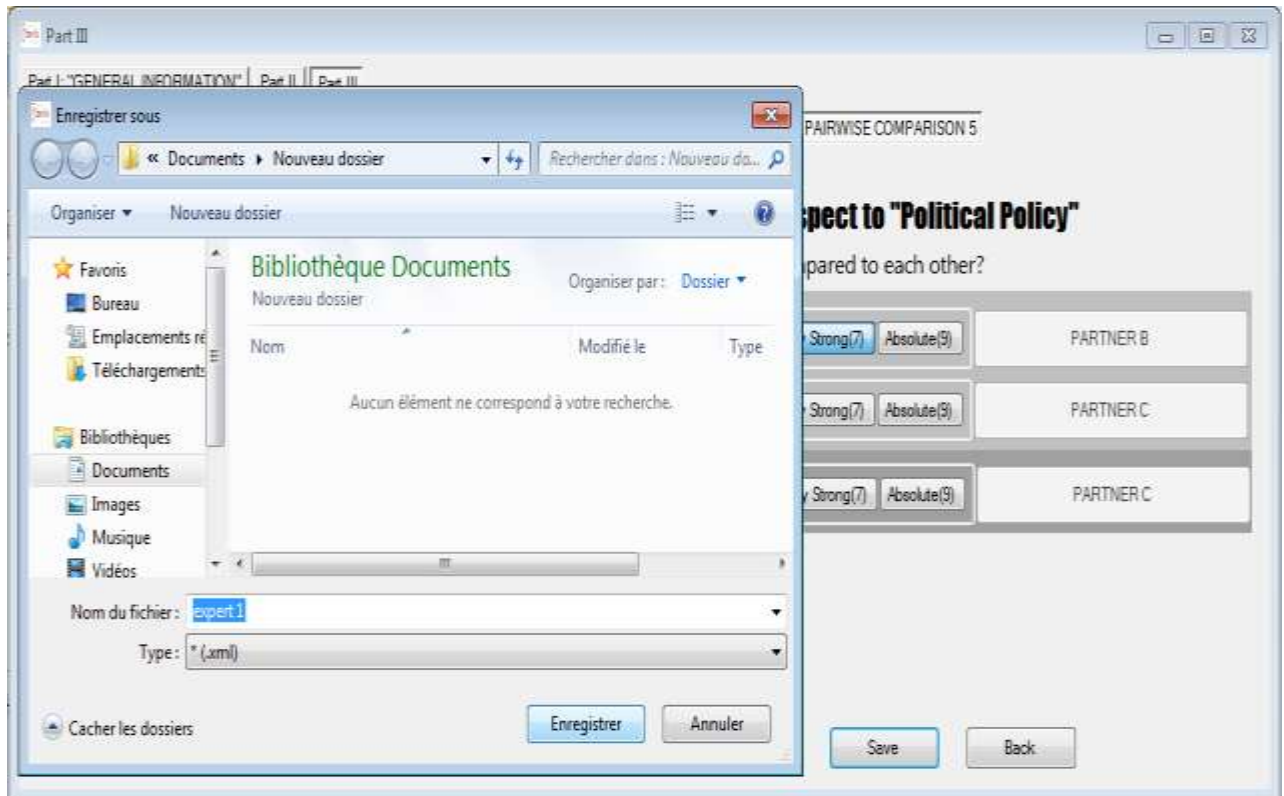 Part III
Part I: "GENERAL INFORMATION" Part II Part III
Enregistrer sous
PAIRWISE COMPARISON 5
« Documents Nouveau dossier
Rechercher dans : Nouveau do...
Organiser Nouveau dossier
spect to "Political Policy"
Favoris
Bureau
Emplacements ré
Téléchargements
Bibliothèques
Documents
Images
Musique
Vidéos
Bibliothèque Documents
Nouveau dossier
Organiser par : Dossier
Nom Modifié le Type
Aucun élément ne correspond à votre recherche.
pared to each other?
Strong(7) Absolute(9) PARTNER B
Strong(7) Absolute(9) PARTNER C
y Strong(7) Absolute(9) PARTNER C
Nom du fichier : expert1
Type : * (.xml)
Cacher les dossiers
Enregistrer Annuler
Save Back